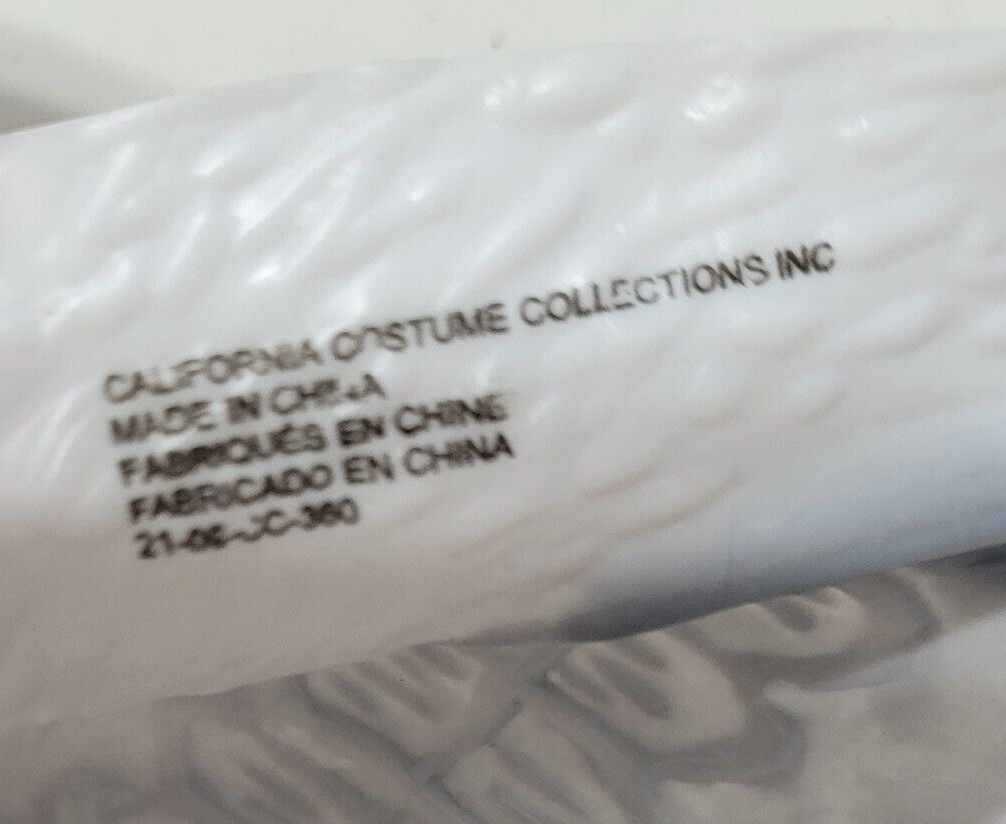 CALIFORNIA COSTUME COLLECTIONS INC
MADE IN CHINA
FABRIQUÉS EN CHINE
FABRICADO EN CHINA